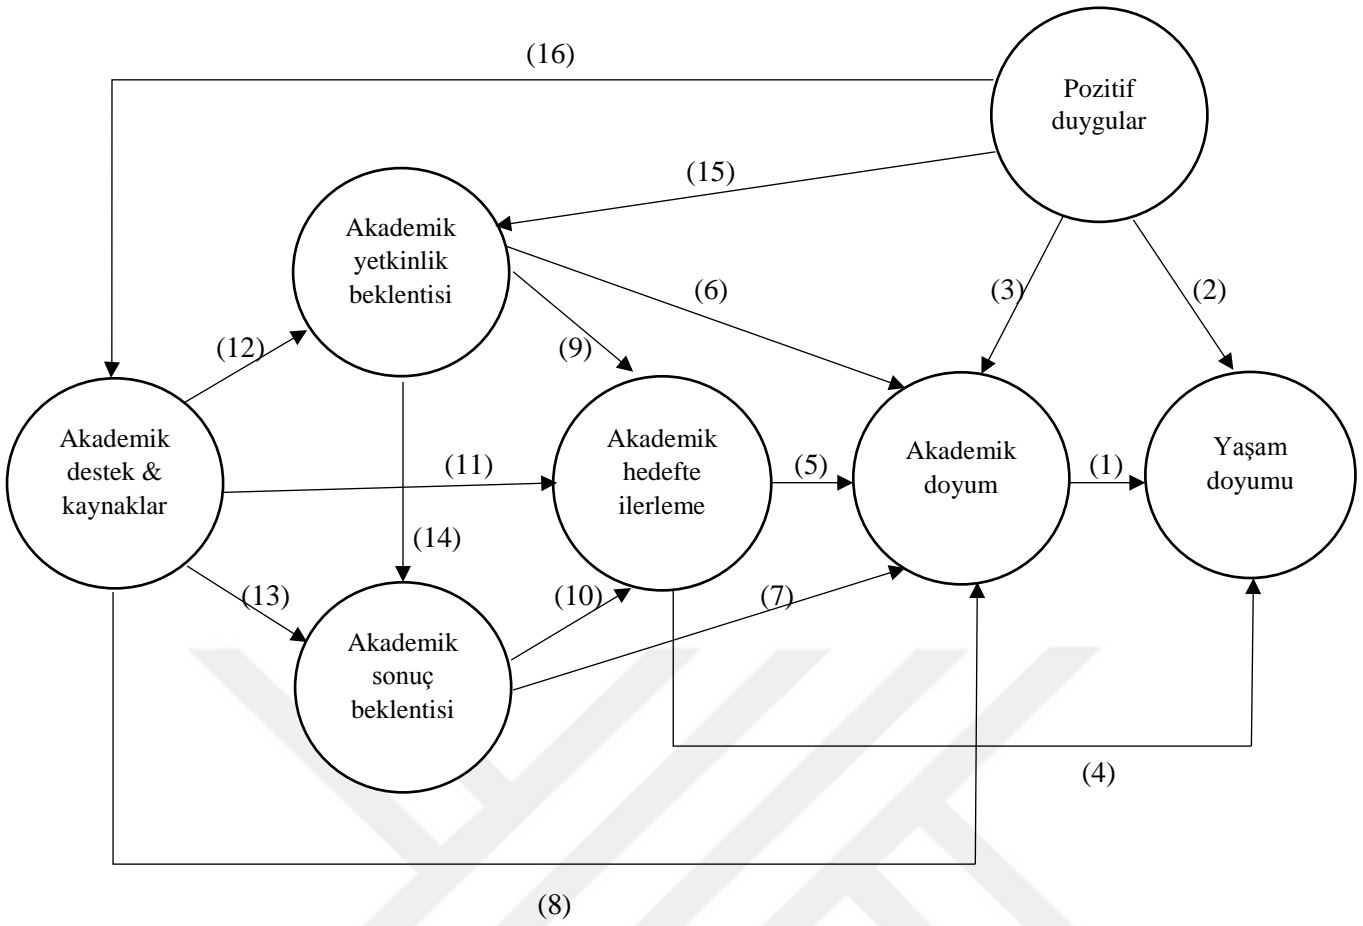 (16)
Pozitif
duygular
(15)
Akademik
yetkinlik
beklentisi
(6)
(3)
(2)
(12)
(9)
Akademik
destek &
kaynaklar
(11)
Akademik
hedefte
ilerleme
(5)
Akademik
doyum
(1)
Yaşam
doyumu
(14)
(13)
(10)
(7)
Akademik
sonuç
beklentisi
(4)
(8)